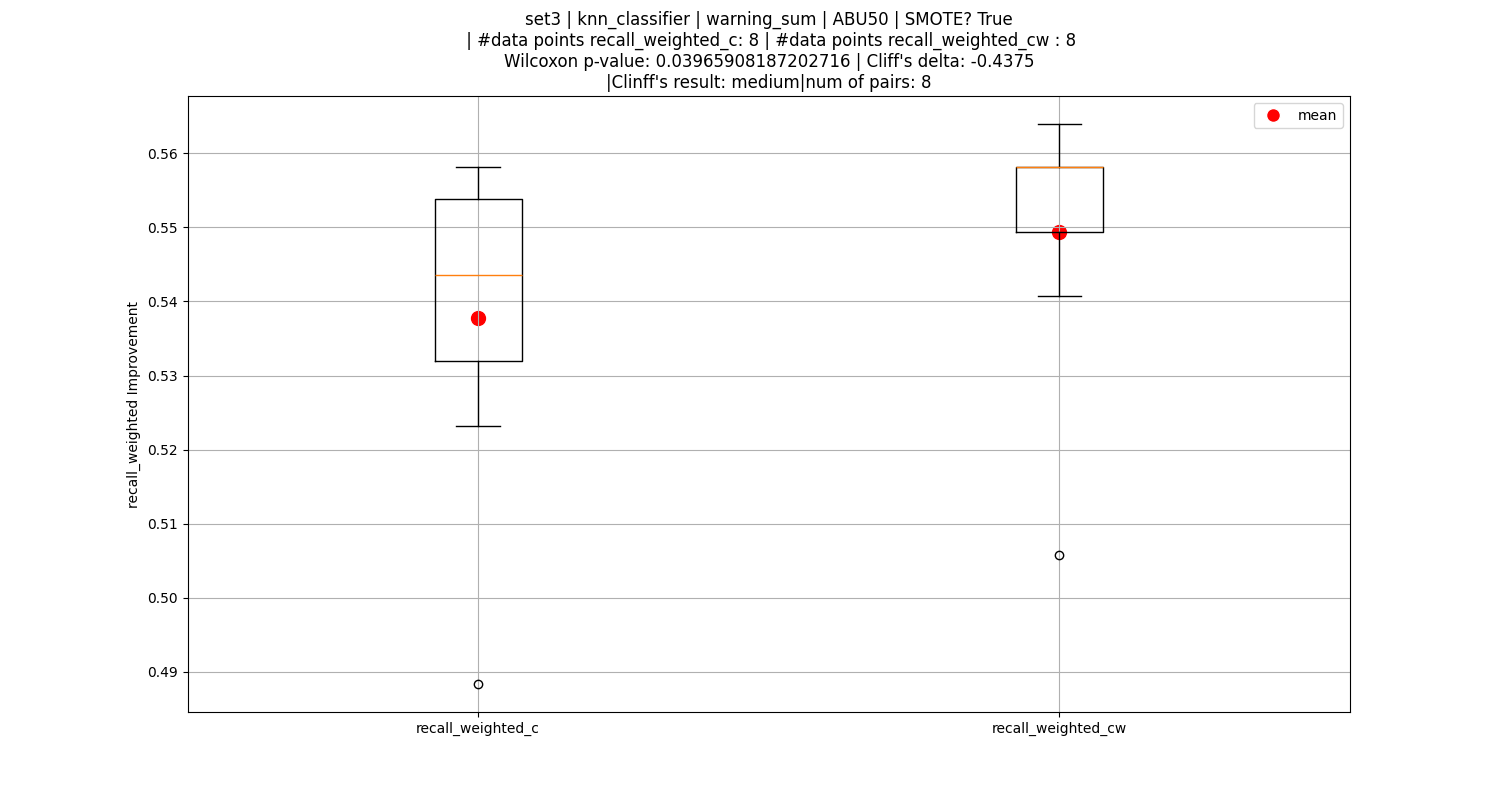 set3 | knn_classifier | warning_sum | ABU50 | SMOTE? True
| #data points recall_weighted_c: 8 | #data points recall_weighted_cw : 8
Wilcoxon p-value: 0.03965908187202716 | Cliff's delta: -0.4375
|Clinff's result: medium|num of pairs: 8
mean
0.56
0.55
0.54
0.53
0.52
0.51
0.50
0.49
recall_weighted Improvement
recall_weighted_c
recall_weighted_cw